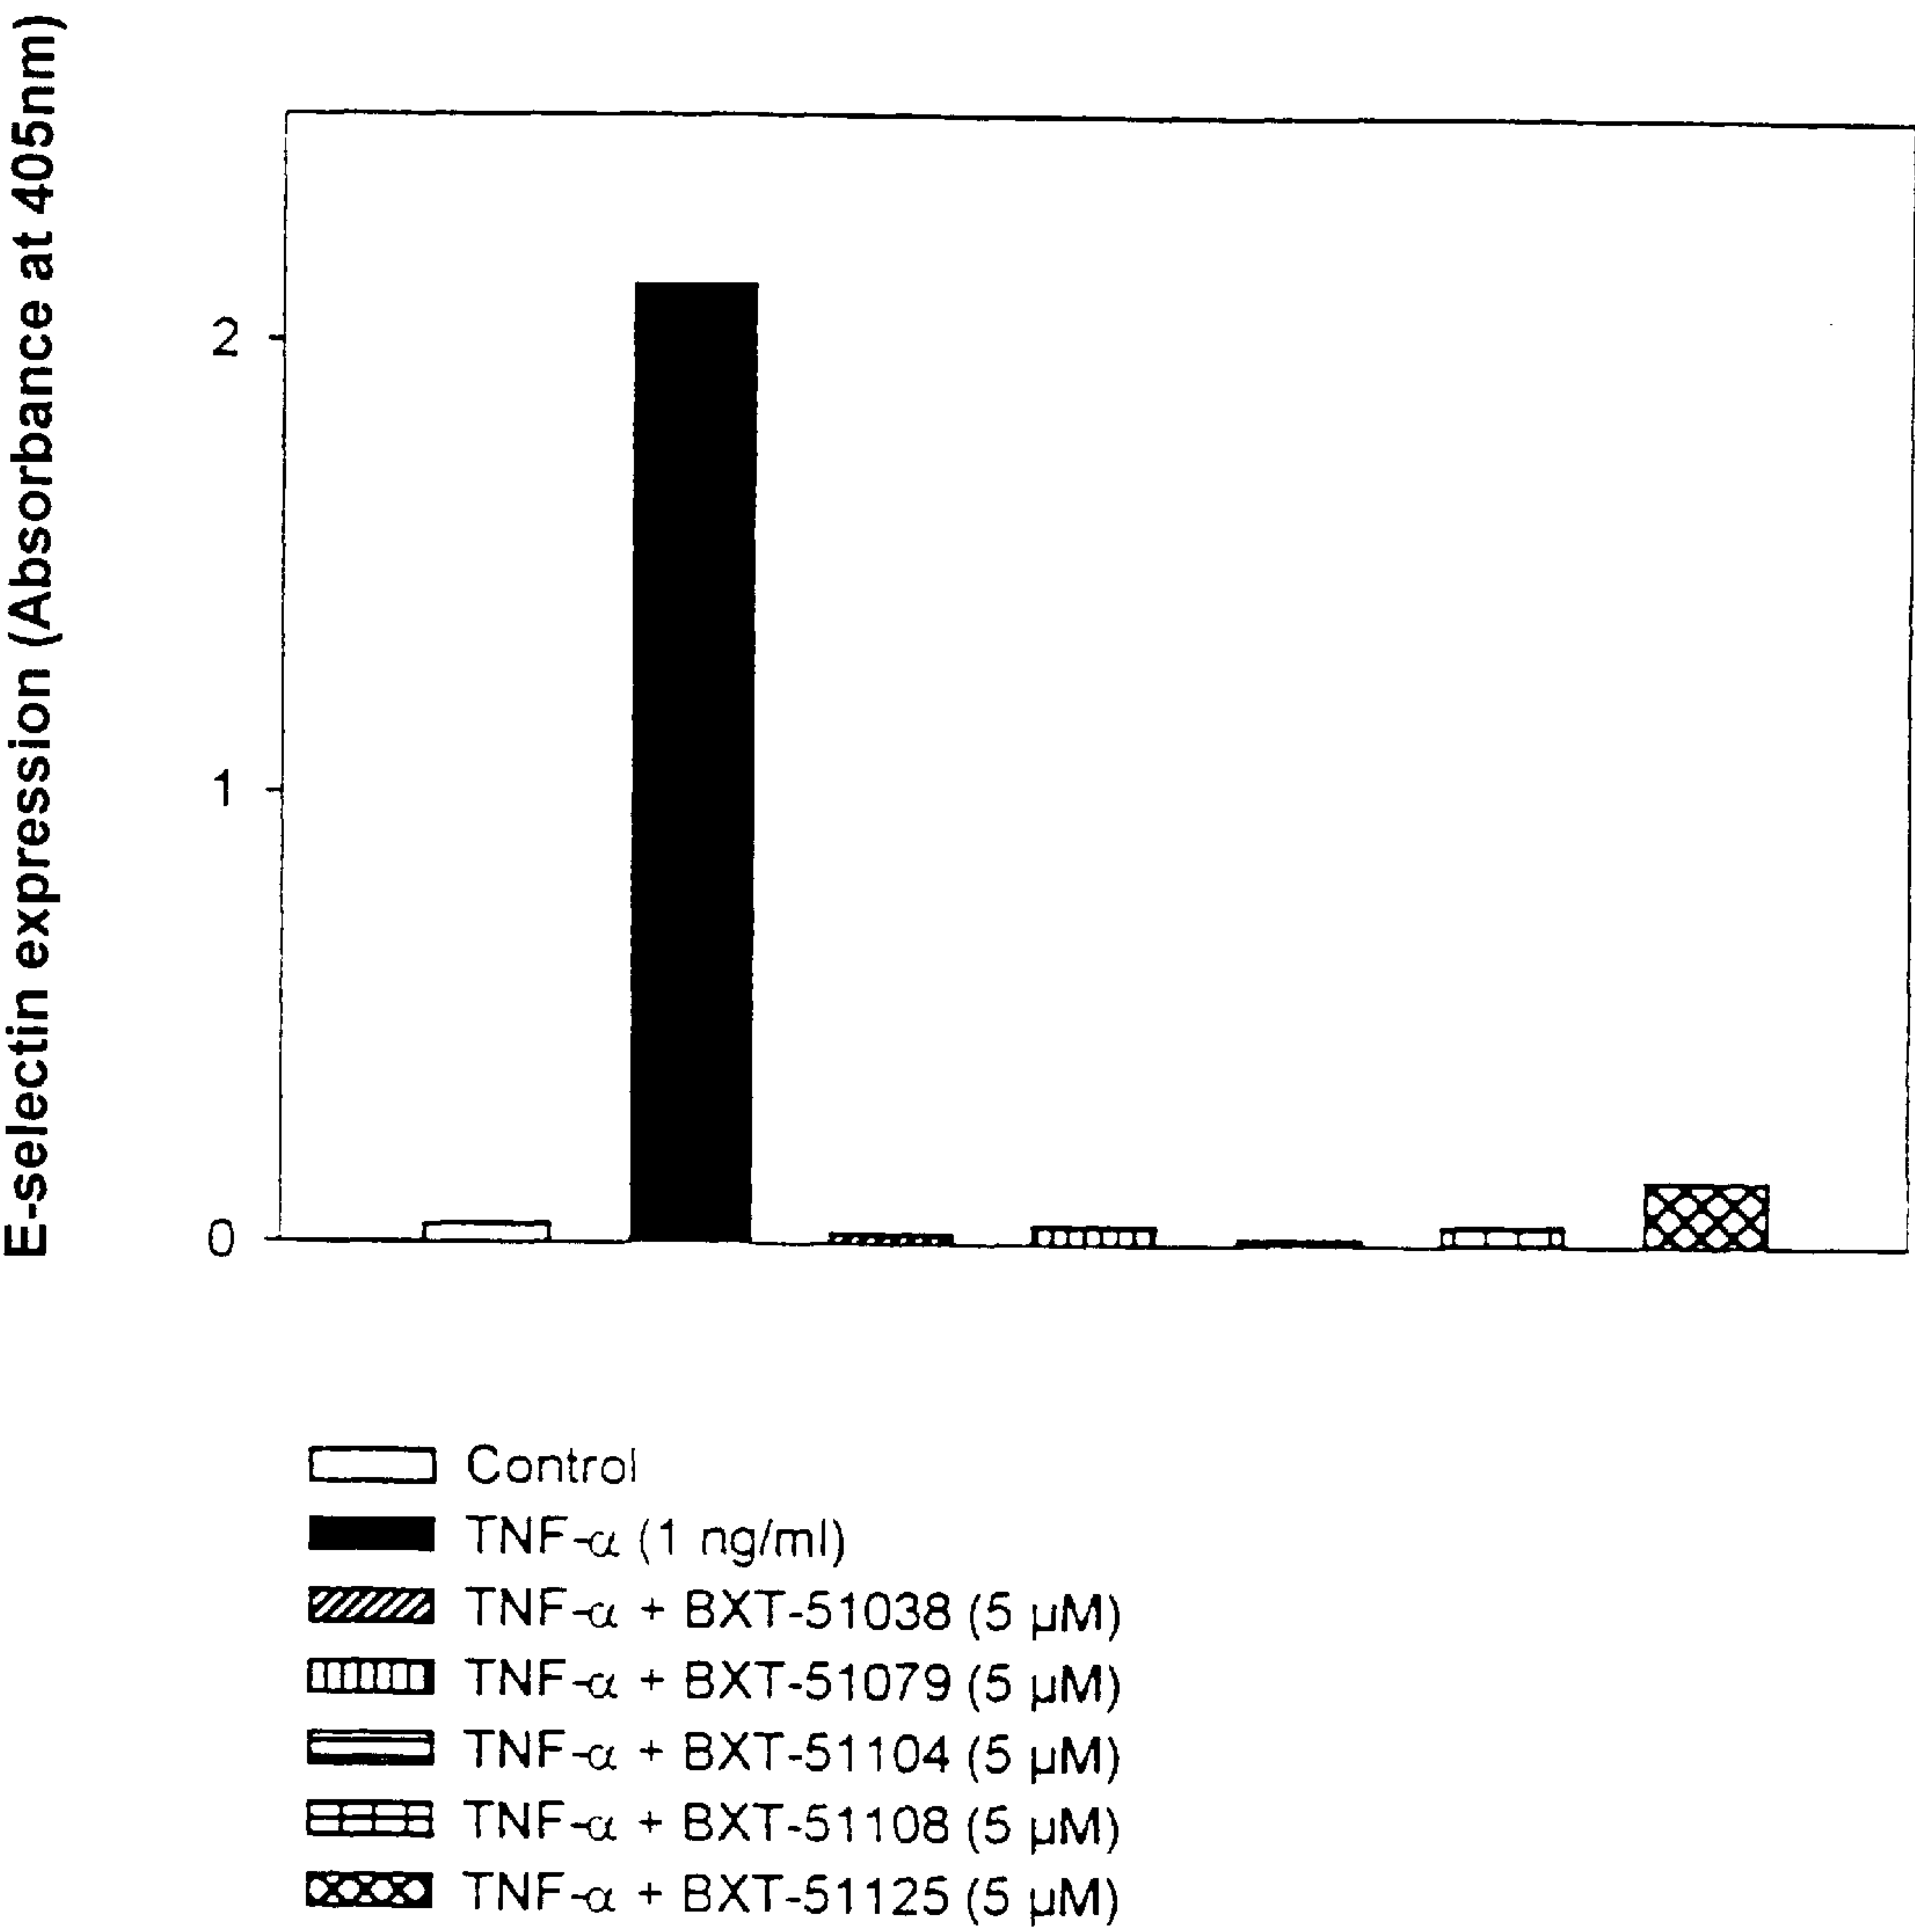 E-selectin expression (Absorbance at 405nm)
2
1
0
Control
TNF-α (1 ng/ml)
TNF-α + BXT-51038 (5 µM)
TNF-α + BXT-51079 (5 µM)
TNF-α + BXT-51104 (5 µM)
TNF-α + BXT-51108 (5 µM)
TNF-α + BXT-51125 (5 µM)